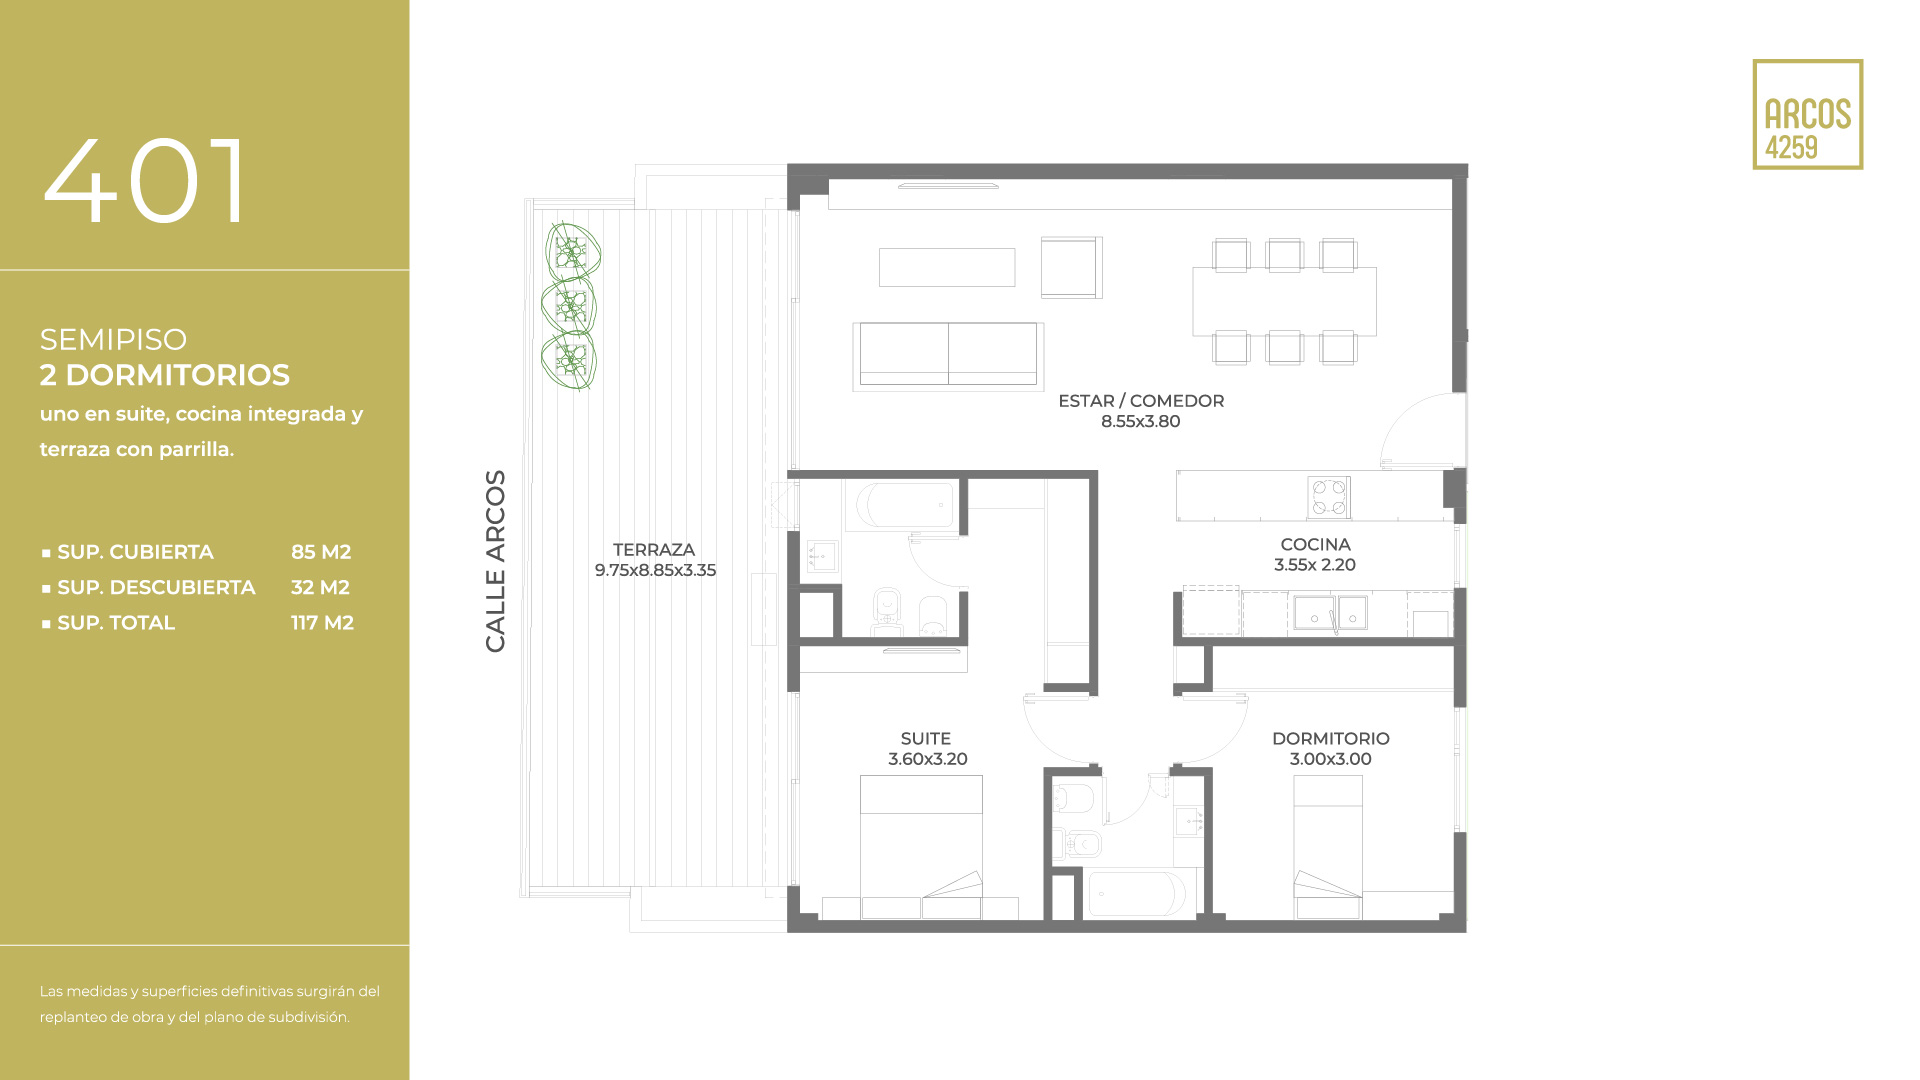 401
SEMIPISO
2 DORMITORIOS
uno en suite, cocina integrada y
terraza con parrilla.
SUP. CUBIERTA 85 M2
SUP. DESCUBIERTA 32 M2
SUP. TOTAL 117 M2
Las medidas y superficies definitivas surgirán del
replanteo de obra y del plano de subdivisión.
CALLE ARCOS
TERRAZA
9.75x8.85x3.35
ESTAR / COMEDOR
8.55x3.80
COCINA
3.55x 2.20
SUITE
3.60x3.20
DORMITORIO
3.00x3.00
ARCOS
4259